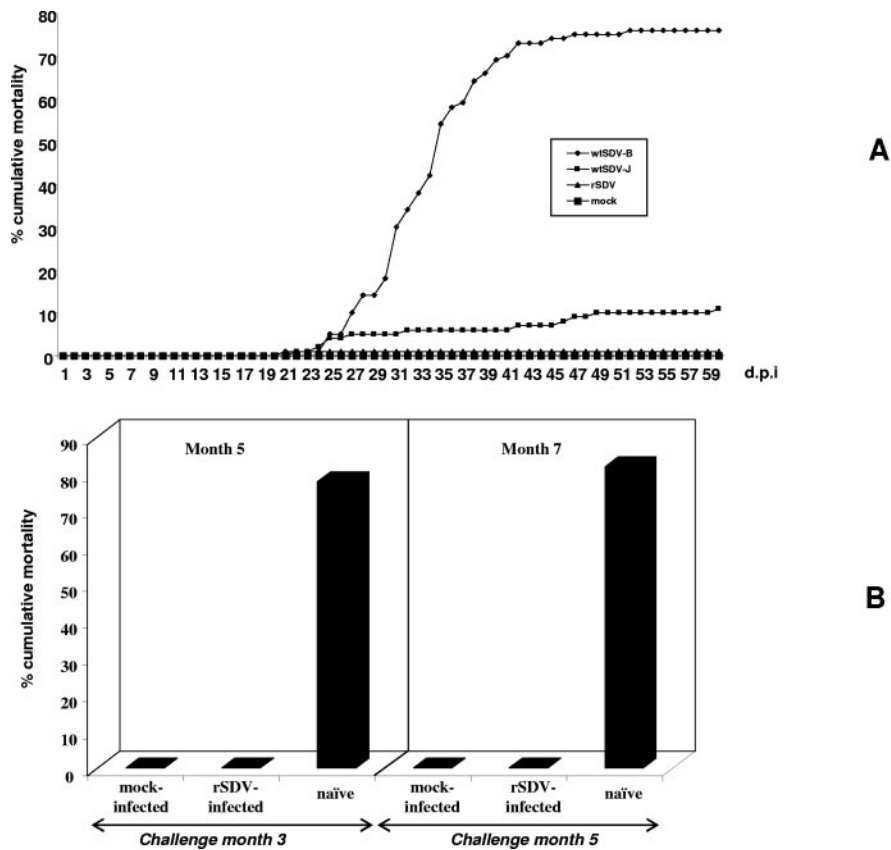 80
70
60
50
40
30
20
10
0
% cumulative mortality
wtSDV-B
wtSDV-J
rSDV
mock
A
1 3 5 7 9 11 13 15 17 19 21 23 25 27 29 31 33 35 37 39 41 43 45 47 49 51 53 55 57 59 d.p.i
90
80
70
60
50
40
30
20
10
0
% cumulative mortality
Month 5 Month 7
B
mock-infected rSDV-infected naïve mock-infected rSDV-infected naïve
Challenge month 3 Challenge month 5